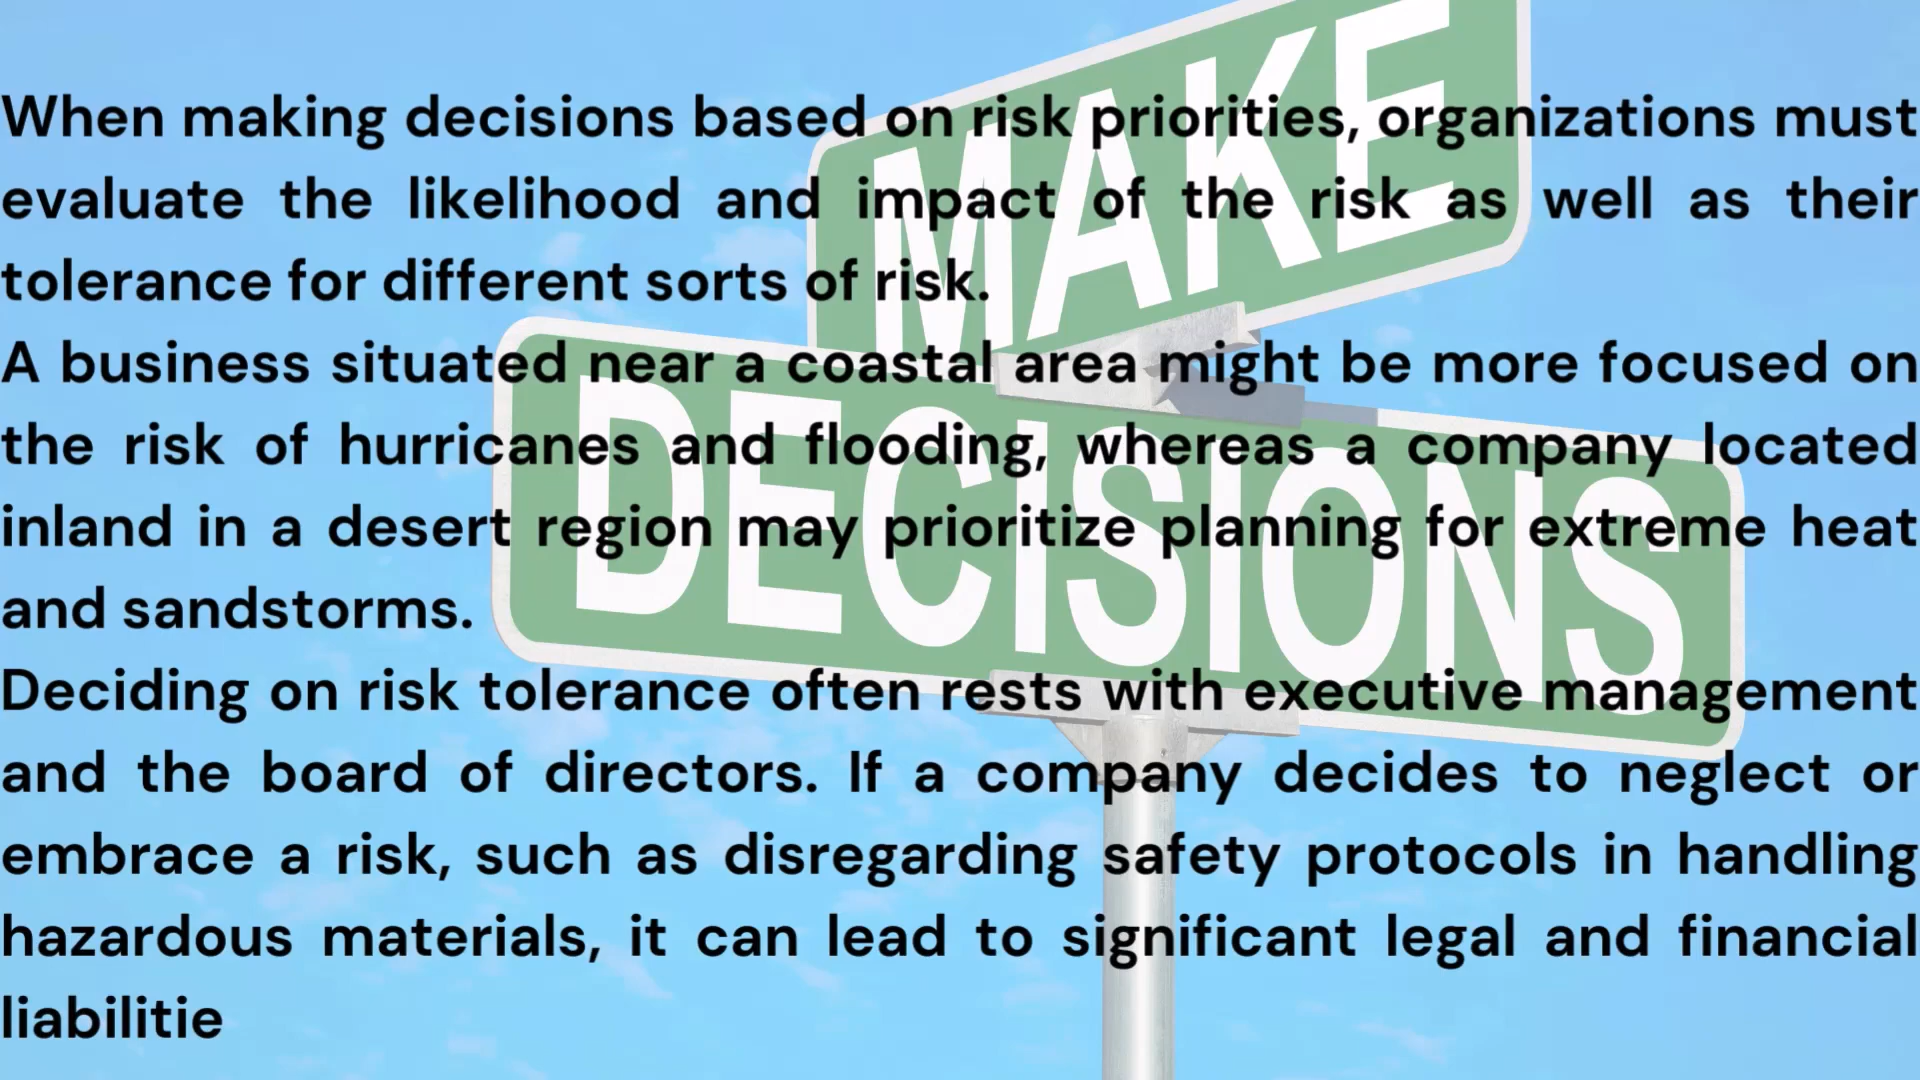 MAKE
DECISIONS
When making decisions based on risk priorities, organizations must
evaluate the likelihood and impact of the risk as well as their
tolerance for different sorts of risk.
A business situated near a coastal area might be more focused on
the risk of hurricanes and flooding, whereas a company located
inland in a desert region may prioritize planning for extreme heat
and sandstorms.
Deciding on risk tolerance often rests with executive management
and the board of directors. If a company decides to neglect or
embrace a risk, such as disregarding safety protocols in handling
hazardous materials, it can lead to significant legal and financial
liabilitie